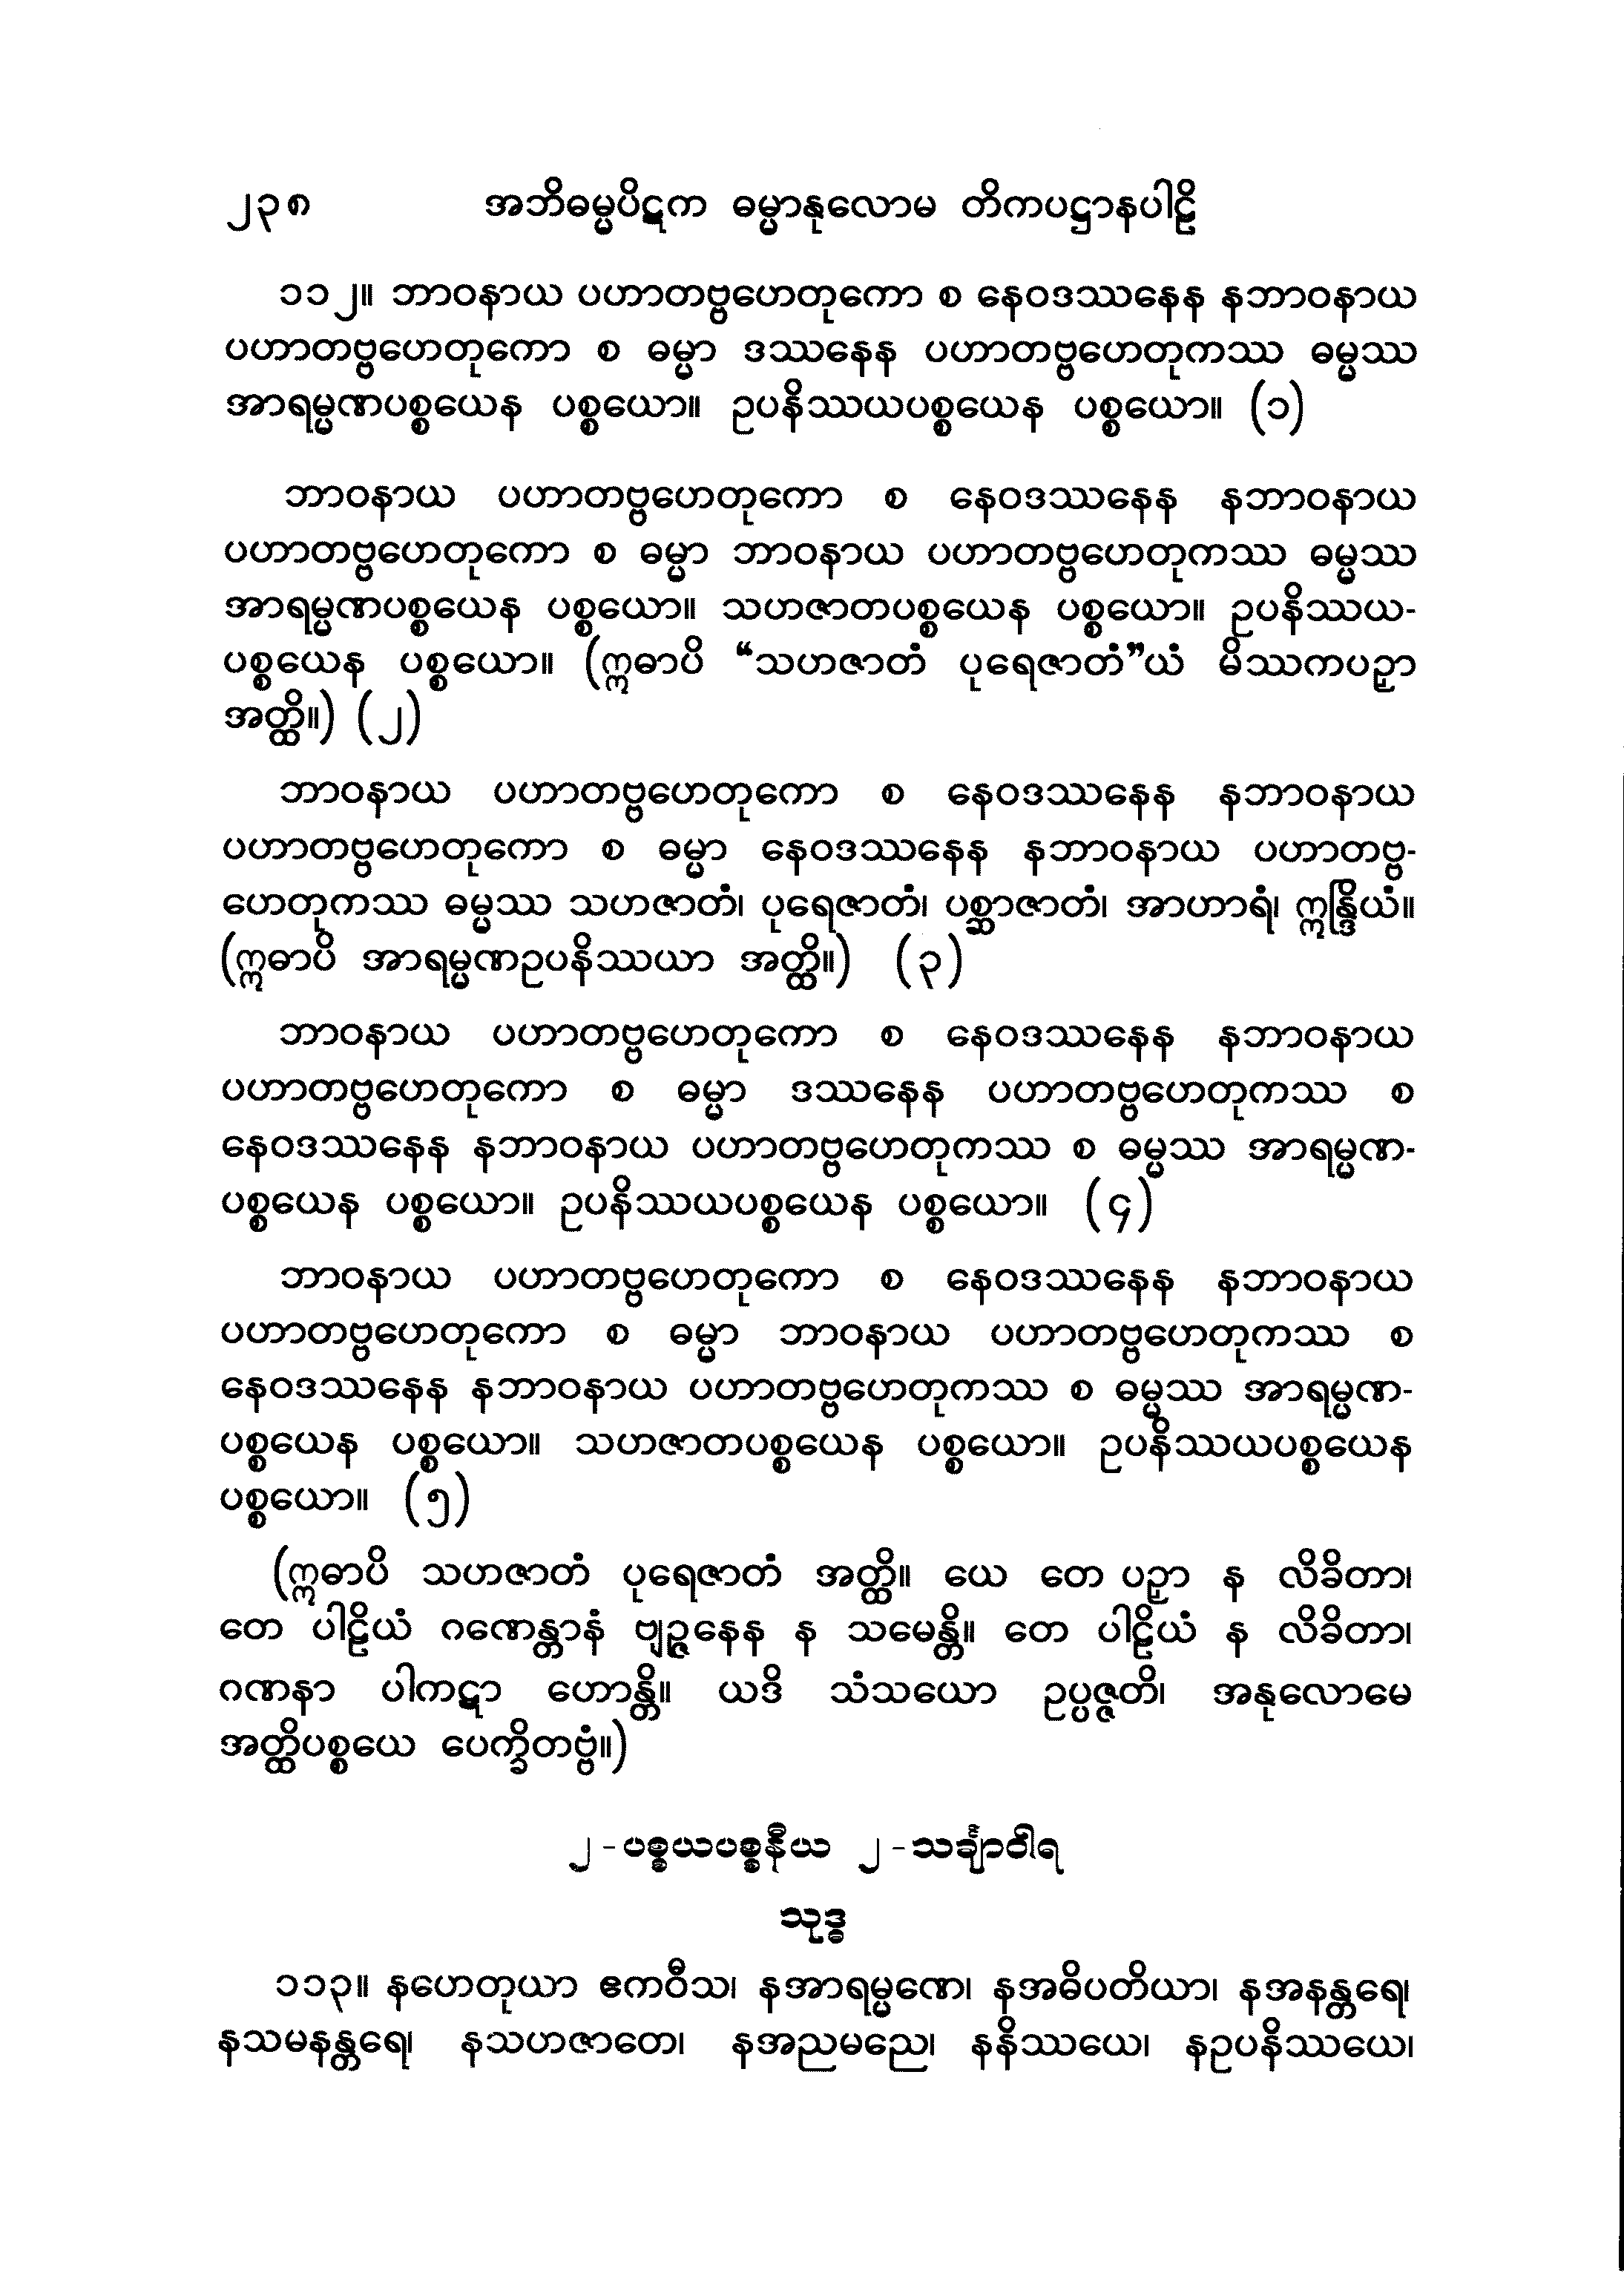 ၂၃၈ အဘိဓမ္မပိဋက ဓမ္မာနုလောမ တိကပဋ္ဌာနပါဠိ
၁၁၂။ ဘာဝနာယ ပဟာတဗ္ဗဟေတုကော စ နေဝဒဿနေန နဘာဝနာယ
ပဟာတဗ္ဗဟေတုကော စ ဓမ္မာ ဒဿနေန ပဟာတဗ္ဗဟေတုကဿ ဓမ္မဿ
အာရမ္မဏပစ္စယေန ပစ္စယော။ ဥပနိဿယပစ္စယေန ပစ္စယော။ (၁)
ဘာဝနာယ ပဟာတဗ္ဗဟေတုကော စ နေဝဒဿနေန နဘာဝနာယ
ပဟာတဗ္ဗဟေတုကော စ ဓမ္မာ ဘာဝနာယ ပဟာတဗ္ဗဟေတုကဿ ဓမ္မဿ
အာရမ္မဏပစ္စယေန ပစ္စယော။ သဟဇာတပစ္စယေန ပစ္စယော။ ဥပနိဿယ-
ပစ္စယေန ပစ္စယော။ (ဣဓာပိ “သဟဇာတံ ပုရေဇာတံ”ယံ မိဿကပဉှာ
အတ္ထိ။) (၂)
ဘာဝနာယ ပဟာတဗ္ဗဟေတုကော စ နေဝဒဿနေန နဘာဝနာယ
ပဟာတဗ္ဗဟေတုကော စ ဓမ္မာ နေဝဒဿနေန နဘာဝနာယ ပဟာတဗ္ဗ-
ဟေတုကဿ ဓမ္မဿ သဟဇာတံ၊ ပုရေဇာတံ၊ ပစ္ဆာဇာတံ၊ အာဟာရံ၊ ဣန္ဒြိယံ။
(ဣဓာပိ အာရမ္မဏဥပနိဿယာ အတ္ထိ။) (၃)
ဘာဝနာယ ပဟာတဗ္ဗဟေတုကော စ နေဝဒဿနေန နဘာဝနာယ
ပဟာတဗ္ဗဟေတုကော စ ဓမ္မာ ဒဿနေန ပဟာတဗ္ဗဟေတုကဿ စ
နေဝဒဿနေန နဘာဝနာယ ပဟာတဗ္ဗဟေတုကဿ စ ဓမ္မဿ အာရမ္မဏ-
ပစ္စယေန ပစ္စယော။ ဥပနိဿယပစ္စယေန ပစ္စယော။ (၄)
ဘာဝနာယ ပဟာတဗ္ဗဟေတုကော စ နေဝဒဿနေန နဘာဝနာယ
ပဟာတဗ္ဗဟေတုကော စ ဓမ္မာ ဘာဝနာယ ပဟာတဗ္ဗဟေတုကဿ စ
နေဝဒဿနေန နဘာဝနာယ ပဟာတဗ္ဗဟေတုကဿ စ ဓမ္မဿ အာရမ္မဏ-
ပစ္စယေန ပစ္စယော။ သဟဇာတပစ္စယေန ပစ္စယော။ ဥပနိဿယပစ္စယေန
ပစ္စယော။ (၅)
(ဣဓာပိ သဟဇာတံ ပုရေဇာတံ အတ္ထိ။ ယေ တေ ပဉှာ န လိခိတာ၊
တေ ပါဠိယံ ဂဏေန္တာနံ ဗျဉ္ဇနေန န သမေန္တိ။ တေ ပါဠိယံ န လိခိတာ၊
ဂဏနာ ပါကဋာ ဟောန္တိ။ ယဒိ သံသယော ဥပ္ပဇ္ဇတိ၊ အနုလောမေ
အတ္ထိပစ္စယေ ပေက္ခိတဗ္ဗံ။)
၂-ပစ္စယပစ္စနီယ ၂-သင်္ချာဝါရ
သုဒ္ဓ
၁၁၃။ နဟေတုယာ ဧကဝီသ၊ နအာရမ္မဏေ၊ နအဓိပတိယာ၊ နအနန္တရေ၊
နသမနန္တရေ၊ နသဟဇာတေ၊ နအညမညေ၊ နနိဿယေ၊ နဥပနိဿယေ၊